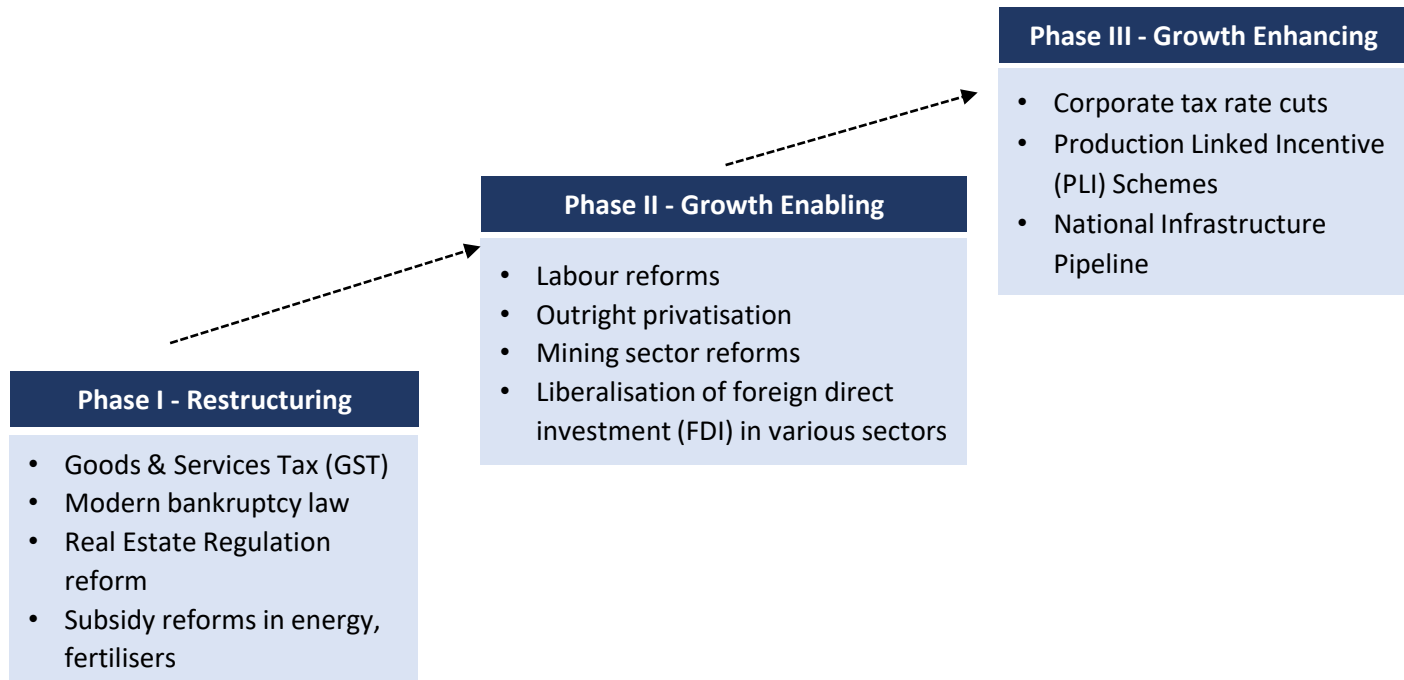 Phase III - Growth Enhancing
• Corporate tax rate cuts
• Production Linked Incentive
(PLI) Schemes
• National Infrastructure
Pipeline
Phase II - Growth Enabling
• Labour reforms
• Outright privatisation
• Mining sector reforms
• Liberalisation of foreign direct
investment (FDI) in various sectors
Phase I - Restructuring
• Goods & Services Tax (GST)
• Modern bankruptcy law
• Real Estate Regulation
reform
• Subsidy reforms in energy,
fertilisers